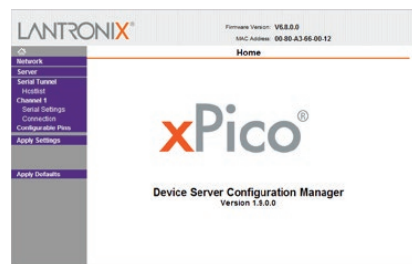 LANTRONIX®
Firmware Version: V6.8.0.0
MAC Address: 00-80-A3-66-00-12
Home
Network
Server
Serial Tunnel
Hostlist
Channel 1
Serial Settings
Connection
Configurable Pins
Apply Settings
Apply Defaults
xPico®
Device Server Configuration Manager
Version 1.9.0.0